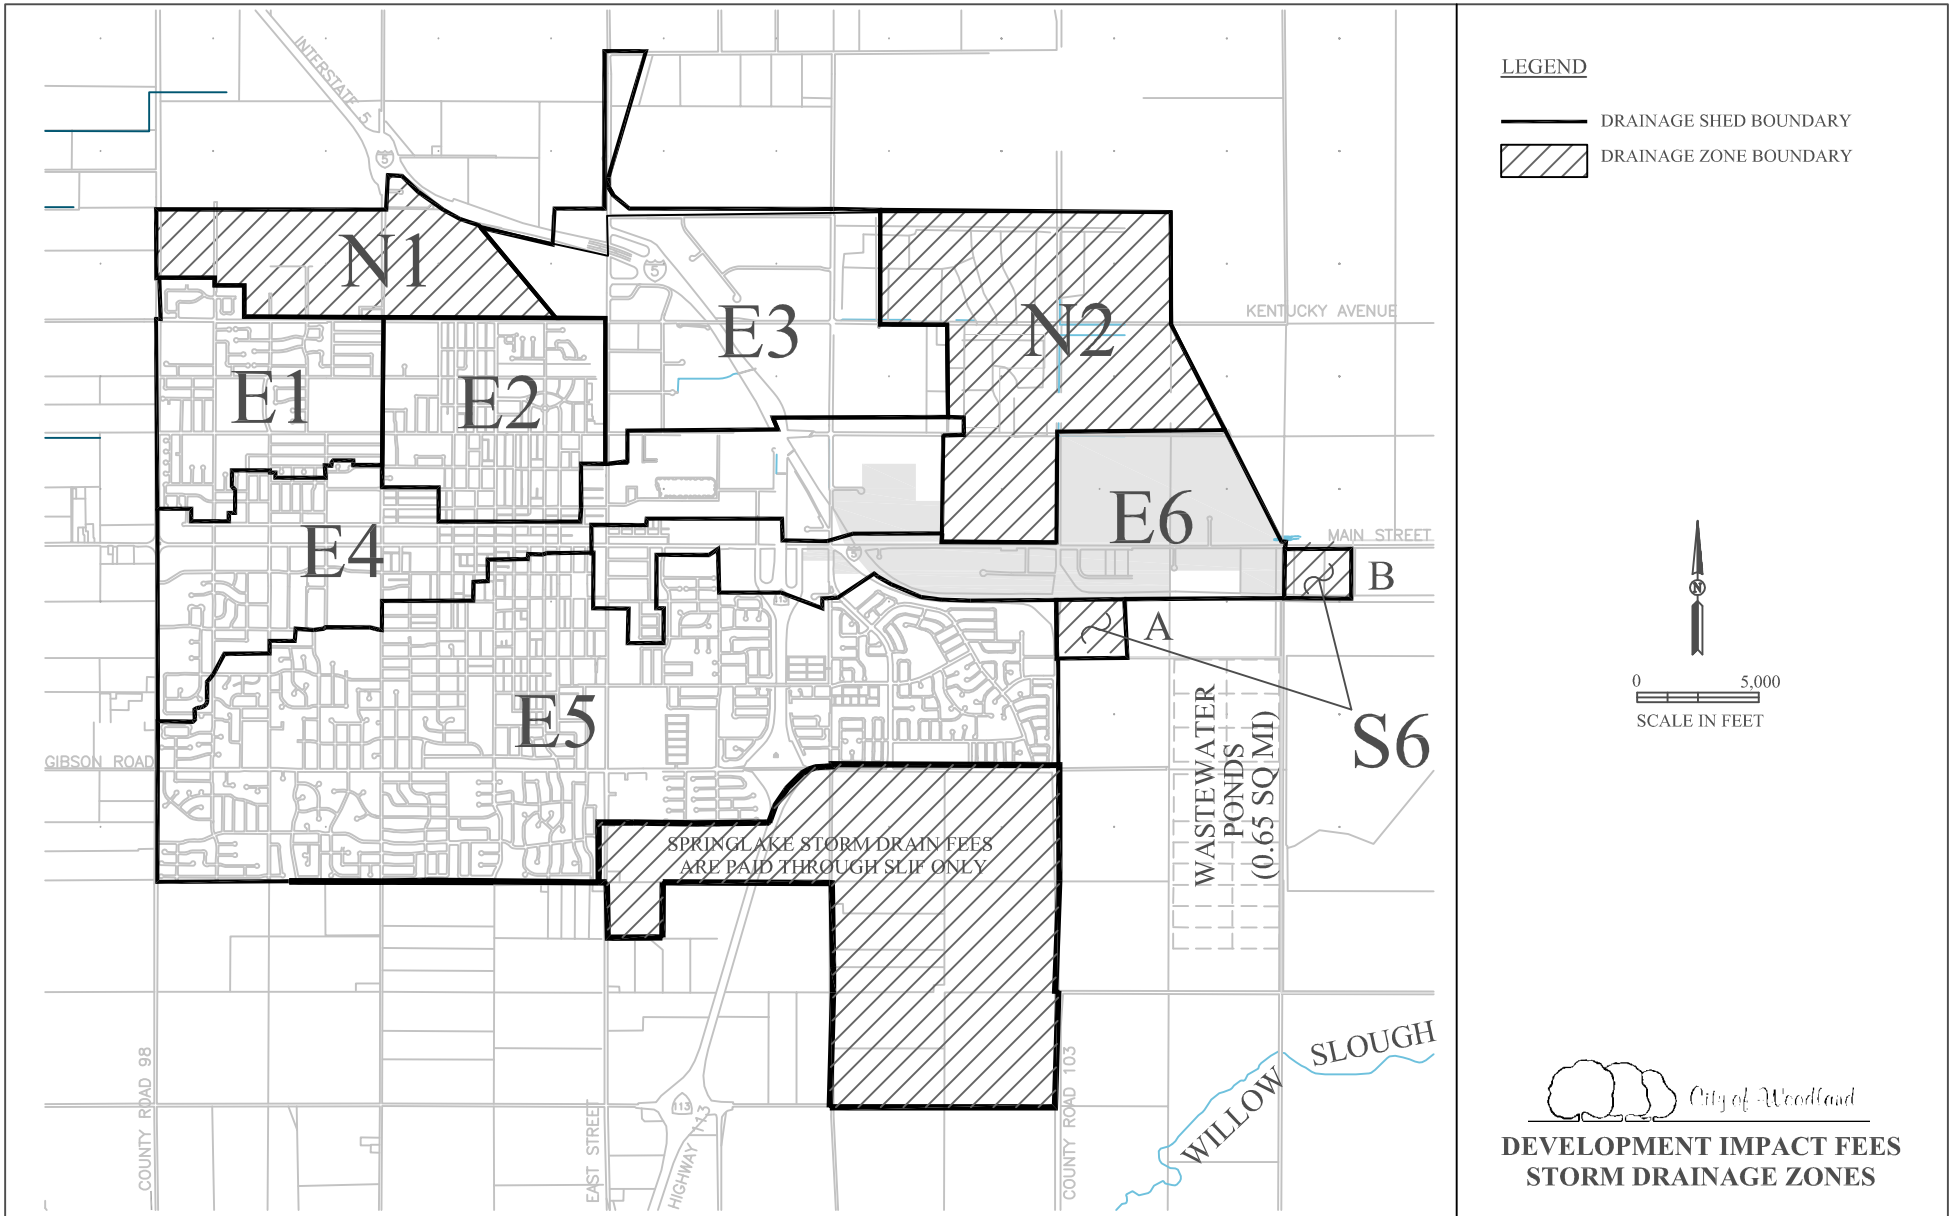 LEGEND
DRAINAGE SHED BOUNDARY
DRAINAGE ZONE BOUNDARY
INTERSTATE 5
5
N1
5
E3
N2
KENTUCKY AVENUE
E1
E2
E4
E6
MAIN STREET
5
B
113
A
S6
E5
GIBSON ROAD
WASTEWATER
PONDS
(0.65 SQ MI)
SPRINGLAKE STORM DRAIN FEES
ARE PAID THROUGH SLIF ONLY
N
0 5,000
SCALE IN FEET
COUNTY ROAD 98
EAST STREET
HIGHWAY 113
113
COUNTY ROAD 103
WILLOW SLOUGH
City of Woodland
DEVELOPMENT IMPACT FEES
STORM DRAINAGE ZONES